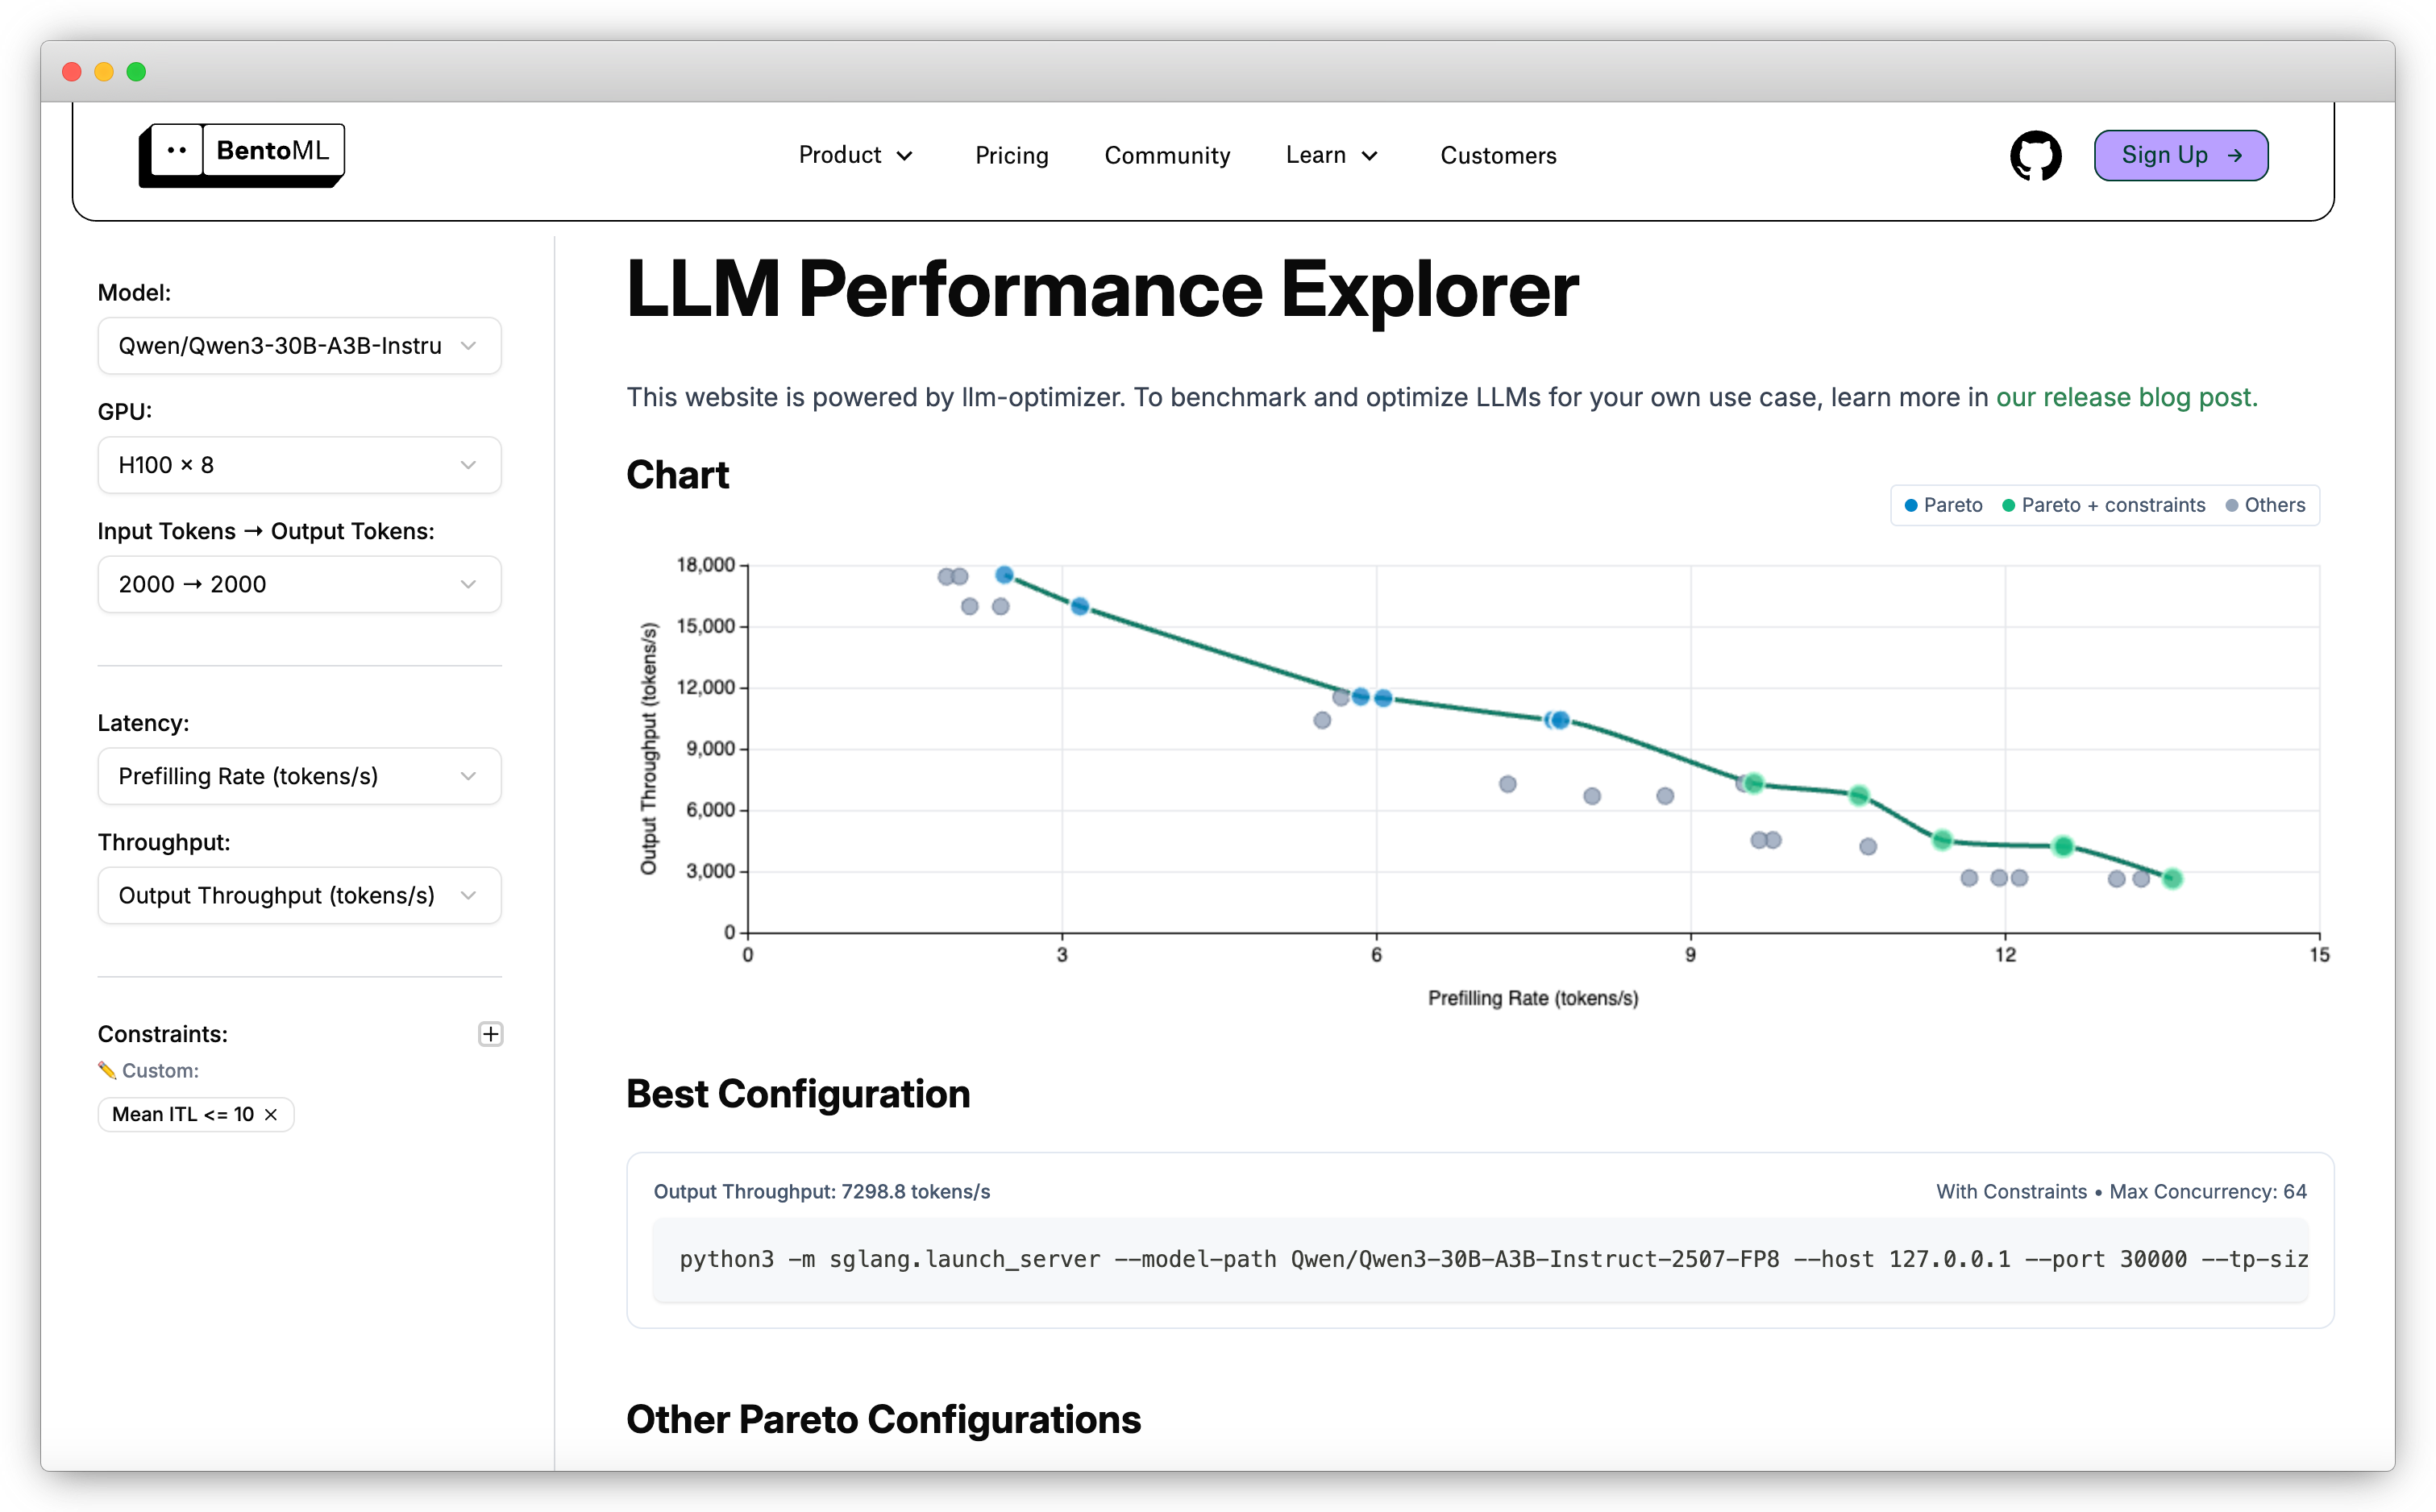 BentoML
Product
Pricing
Community
Learn
Customers
Sign Up →
Model:
Qwen/Qwen3-30B-A3B-Instru
GPU:
H100 × 8
Input Tokens → Output Tokens:
2000 → 2000
Latency:
Prefilling Rate (tokens/s)
Throughput:
Output Throughput (tokens/s)
Constraints:
✏️ Custom:
Mean ITL <= 10 ×
LLM Performance Explorer
This website is powered by llm-optimizer. To benchmark and optimize LLMs for your own use case, learn more in our release blog post.
Chart
Pareto
Pareto + constraints
Others
Output Throughput (tokens/s)
18,000
15,000
12,000
9,000
6,000
3,000
0
0 3 6 9 12 15
Prefilling Rate (tokens/s)
Best Configuration
Output Throughput: 7298.8 tokens/s
With Constraints • Max Concurrency: 64
python3 -m sglang.launch_server --model-path Qwen/Qwen3-30B-A3B-Instruct-2507-FP8 --host 127.0.0.1 --port 30000 --tp-siz
Other Pareto Configurations